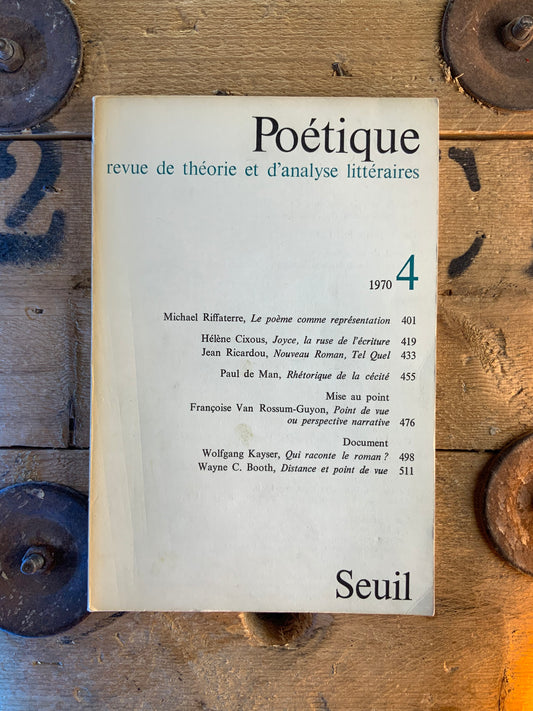 Poétique
revue de théorie et d'analyse littéraires
1970 4
Michael Riffaterre, Le poème comme représentation 401
Hélène Cixous, Joyce, la ruse de l'écriture 419
Jean Ricardou, Nouveau Roman, Tel Quel 433
Paul de Man, Rhétorique de la cécité 455
Mise au point
Françoise Van Rossum-Guyon, Point de vue
ou perspective narrative 476
Document
Wolfgang Kayser, Qui raconte le roman ? 498
Wayne C. Booth, Distance et point de vue 511
Seuil